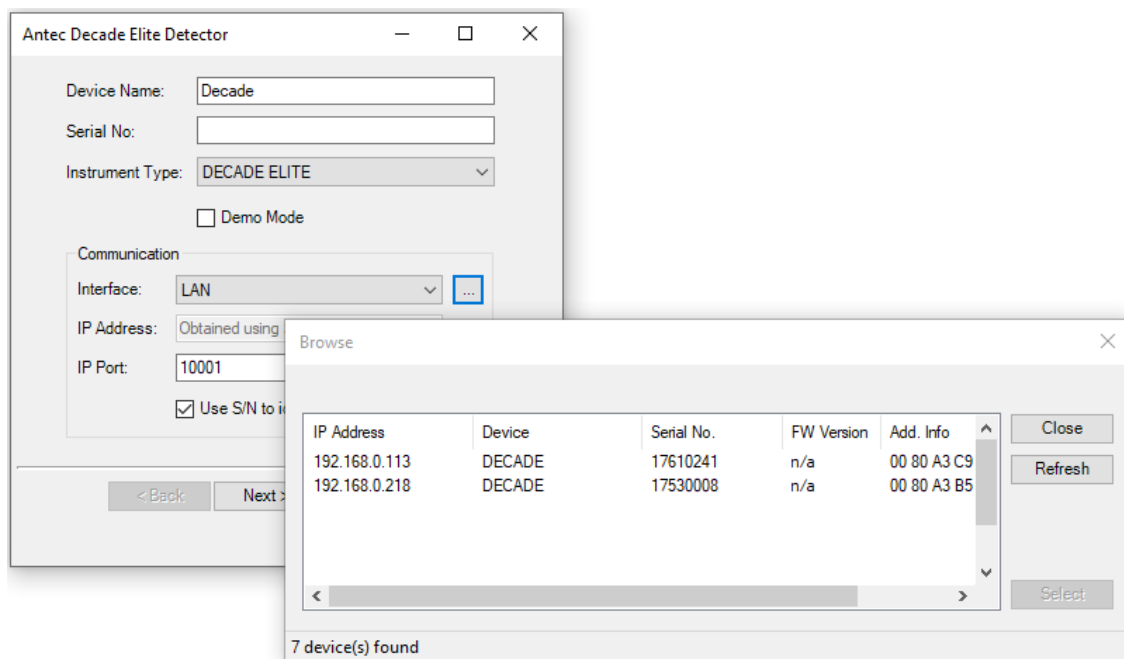 Antec Decade Elite Detector
Device Name: Decade
Serial No:
Instrument Type: DECADE ELITE
Demo Mode
Communication
Interface: LAN ...
IP Address: Obtained using
IP Port: 10001
Use S/N to
< Back Next >
Browse
IP Address Device Serial No. FW Version Add. Info
192.168.0.113 DECADE 17610241 n/a 00 80 A3 C9
192.168.0.218 DECADE 17530008 n/a 00 80 A3 B5
Close
Refresh
Select
7 device(s) found